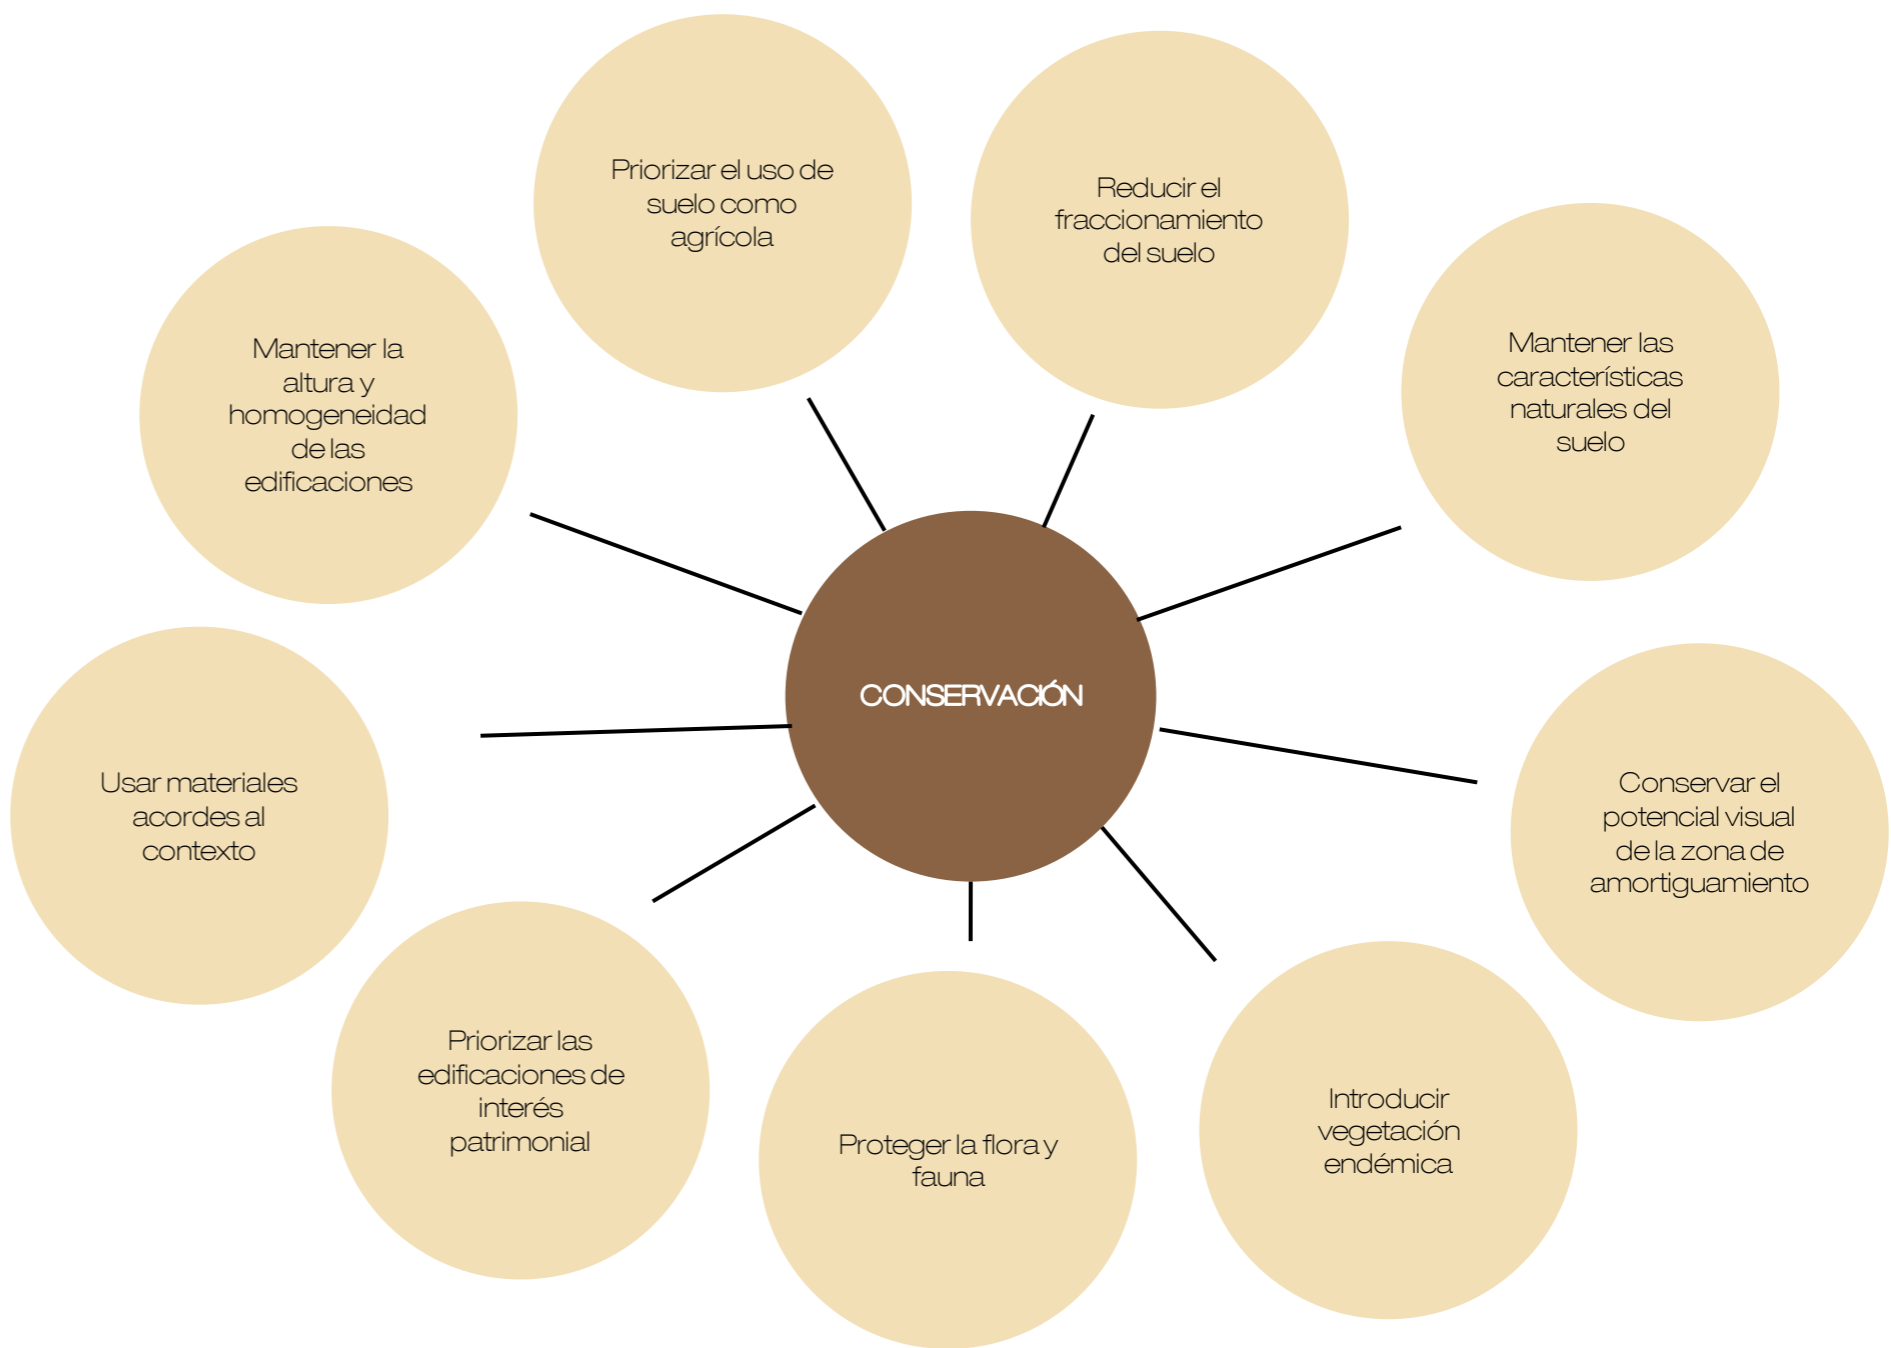 Priorizar el uso de
suelo como
agrícola
Reducir el
fraccionamiento
del suelo
Mantener la
altura y
homogeneidad
de las
edificaciones
Mantener las
características
naturales del
suelo
CONSERVACIÓN
Usar materiales
acordes al
contexto
Conservar el
potencial visual
de la zona de
amortiguamiento
Priorizar las
edificaciones de
interés
patrimonial
Proteger la flora y
fauna
Introducir
vegetación
endémica